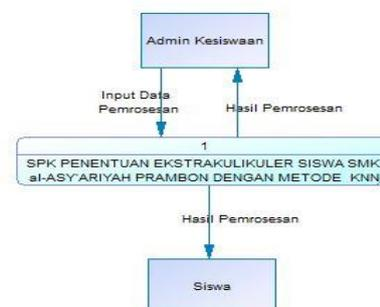 Admin Kesiswaan
Input Data
Pemrosesan
Hasil Pemrosesan
1
SPK PENENTUAN EKSTRAKULIKULER SISWA SMK
al-ASY'ARIYAH PRAMBON DENGAN METODE KNN
Hasil Pemrosesan
Siswa